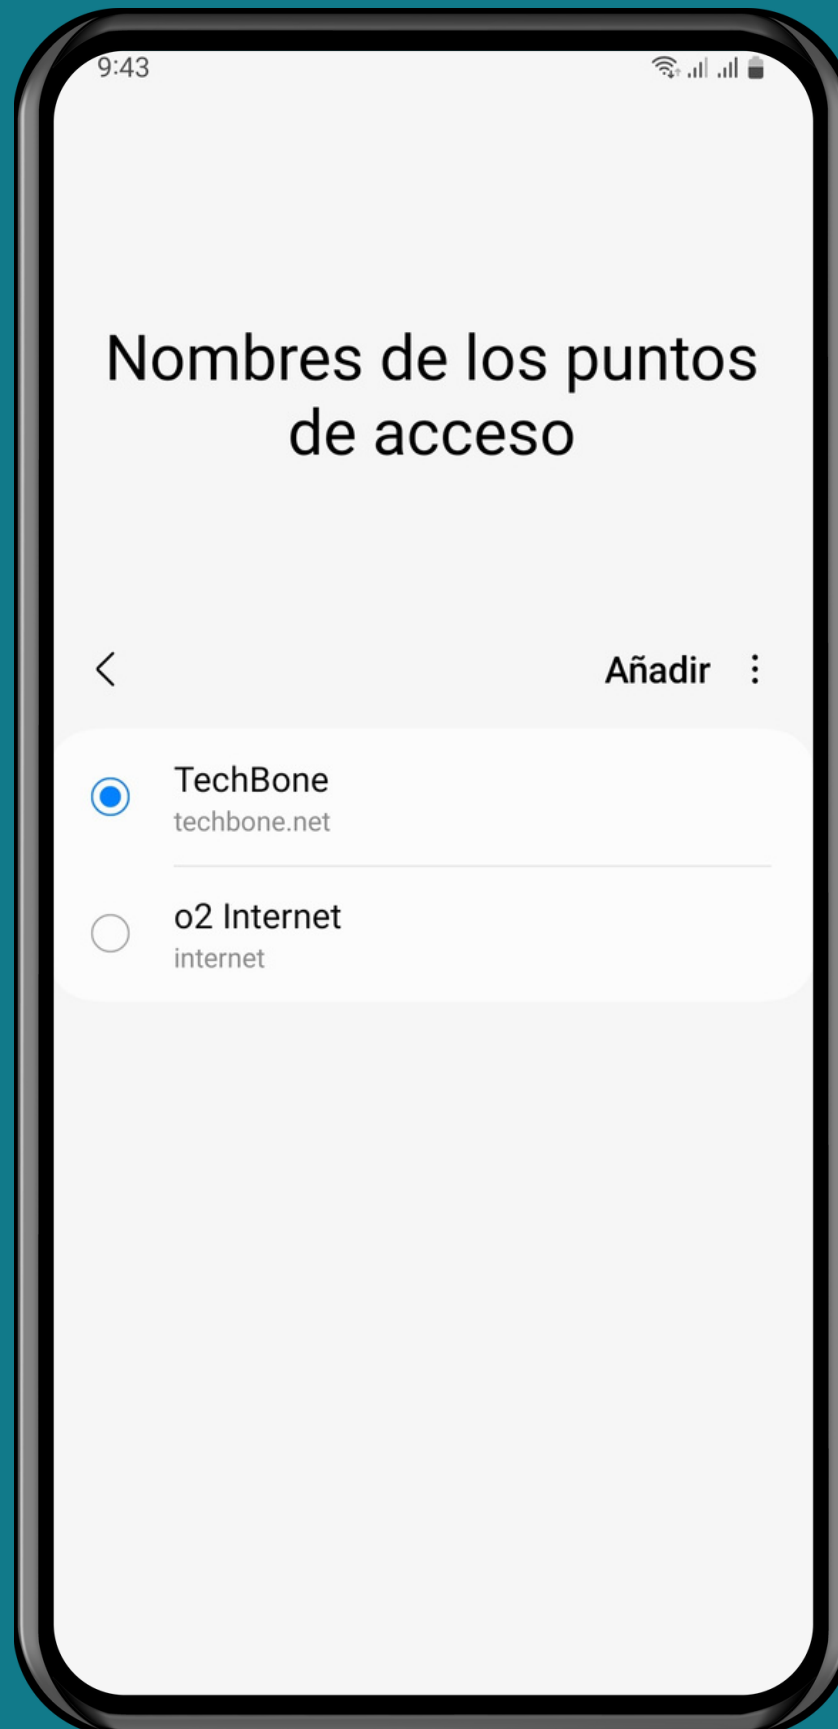 9:43
Nombres de los puntos
de acceso
Añadir
TechBone
techbone.net
o2 Internet
internet